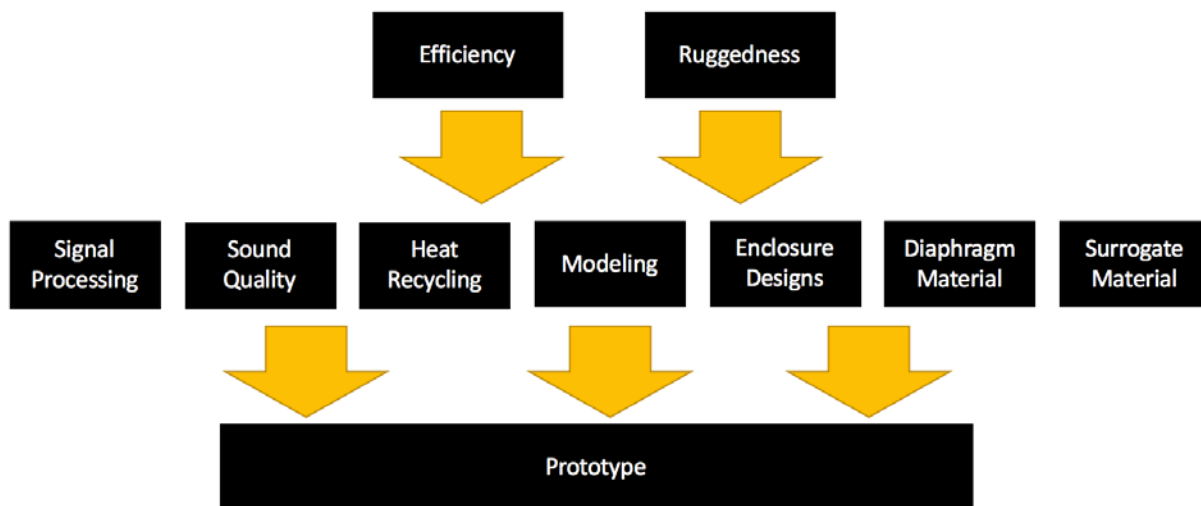 Efficiency
Ruggedness
Signal
Processing
Sound
Quality
Heat
Recycling
Modeling
Enclosure
Designs
Diaphragm
Material
Surrogate
Material
Prototype